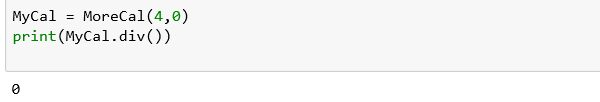 MyCal = MoreCal(4,0)
print(MyCal.div())
0